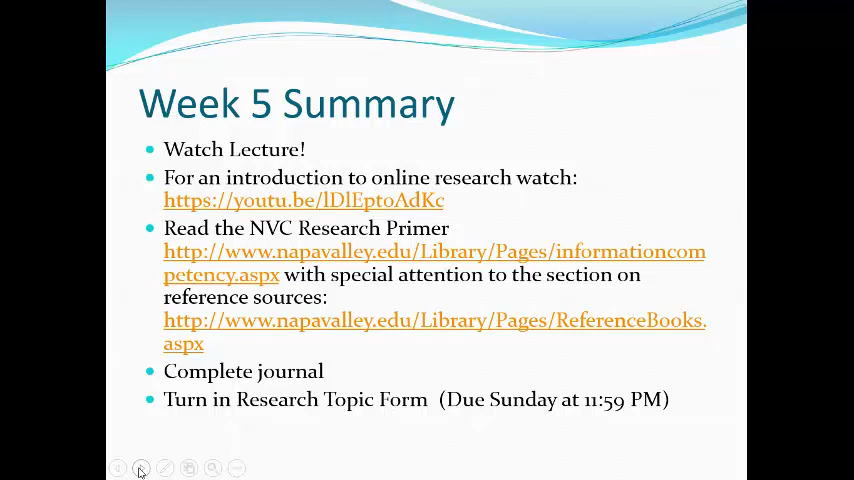 Week 5 Summary
Watch Lecture!
For an introduction to online research watch:
https://youtu.be/lDlEptoAdKc
Read the NVC Research Primer
http://www.napavalley.edu/Library/Pages/informationcom
petency.aspx with special attention to the section on
reference sources:
http://www.napavalley.edu/Library/Pages/ReferenceBooks.
aspx
Complete journal
Turn in Research Topic Form (Due Sunday at 11:59 PM)